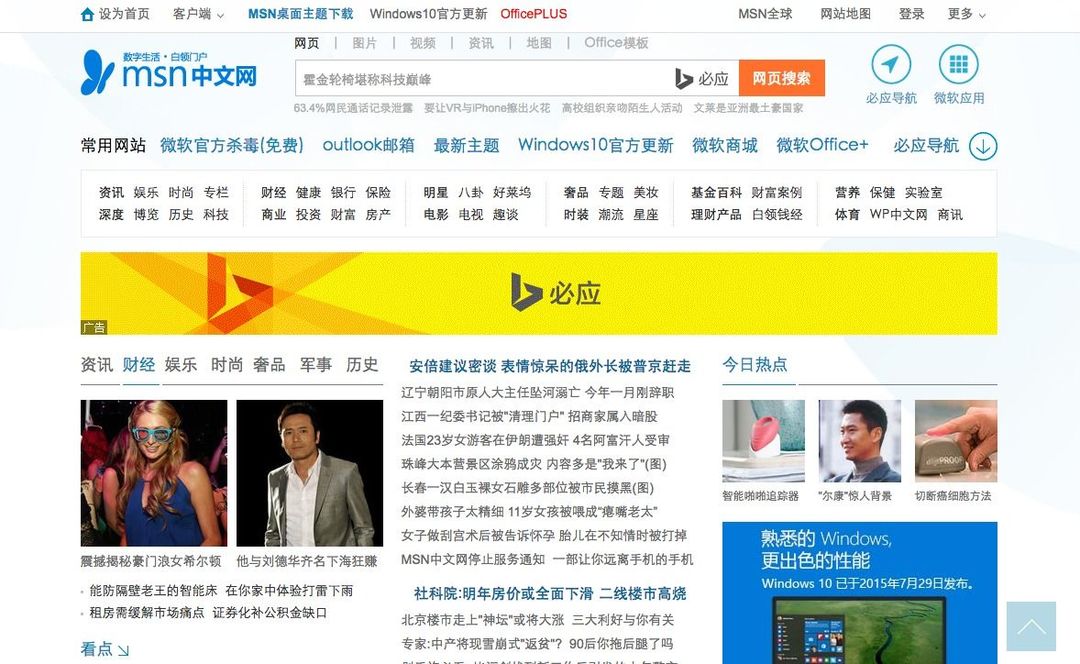 设为首页 客户端 MSN桌面主题下载 Windows10官方更新 OfficePLUS MSN全球 网站地图 登录 更多
数字生活·白领门户
msn中文网
网页 | 图片 | 视频 | 资讯 | 地图 | Office模板
霍金轮椅堪称科技巅峰 必应 网页搜索
63.4%网民通话记录泄露 要让VR与iPhone擦出火花 高校组织亲吻陌生人活动 文莱是亚洲最土豪国家
必应导航 微软应用
常用网站 微软官方杀毒(免费) outlook邮箱 最新主题 Windows10官方更新 微软商城 微软Office+ 必应导航
资讯 娱乐 时尚 专栏 财经 健康 银行 保险 明星 八卦 好莱坞 奢品 专题 美妆 基金百科 财富案例 营养 保健 实验室
深度 博览 历史 科技 商业 投资 财富 房产 电影 电视 趣谈 时装 潮流 星座 理财产品 白领钱经 体育 WP中文网 商讯
必应
广告
资讯 财经 娱乐 时尚 奢品 军事 历史
震撼揭秘豪门浪女希尔顿 他与刘德华齐名下海狂赚
能防隔壁老王的智能床 在你家中体验打雷下雨
租房需缓解市场痛点 证券化补公积金缺口
看点
安倍建议密谈 表情惊呆的俄外长被普京赶走
辽宁朝阳市原人大主任坠河溺亡 今年一月刚辞职
江西一纪委书记被"清理门户" 招商家属入暗股
法国23岁女游客在伊朗遭强奸 4名阿富汗人受审
珠峰大本营景区涂鸦成灾 内容多是"我来了"(图)
长春一汉白玉裸女石雕多部位被市民摸黑(图)
外婆带孩子太精细 11岁女孩被喂成"瘪嘴老太"
女子做刮宫术后被告诉怀孕 胎儿在不知情时被打掉
MSN中文网停止服务通知 一部让你远离手机的手机
社科院:明年房价或全面下滑 二线楼市高烧
北京楼市走上"神坛"或将大涨 三大利好与你有关
专家:中产将现雪崩式"返贫"? 90后你拖后腿了吗
今日热点
智能啪啪追踪器 "尔康"惊人背景 切断癌细胞方法
熟悉的 Windows,
更出色的性能
Windows 10 已于2015年7月29日发布。